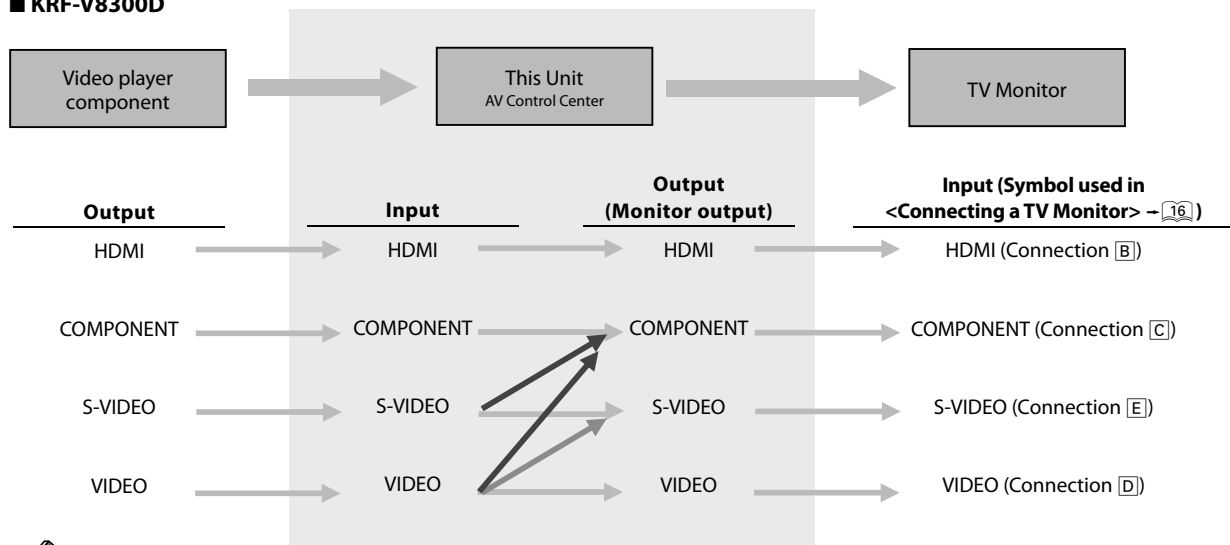 ■ KRF-V8300D
Video player
component
This Unit
AV Control Center
TV Monitor
Output
Input
Output
(Monitor output)
Input (Symbol used in
<Connecting a TV Monitor> → 16 )
HDMI
HDMI
HDMI
HDMI (Connection B)
COMPONENT
COMPONENT
COMPONENT
COMPONENT (Connection C)
S-VIDEO
S-VIDEO
S-VIDEO
S-VIDEO (Connection E)
VIDEO
VIDEO
VIDEO
VIDEO (Connection D)